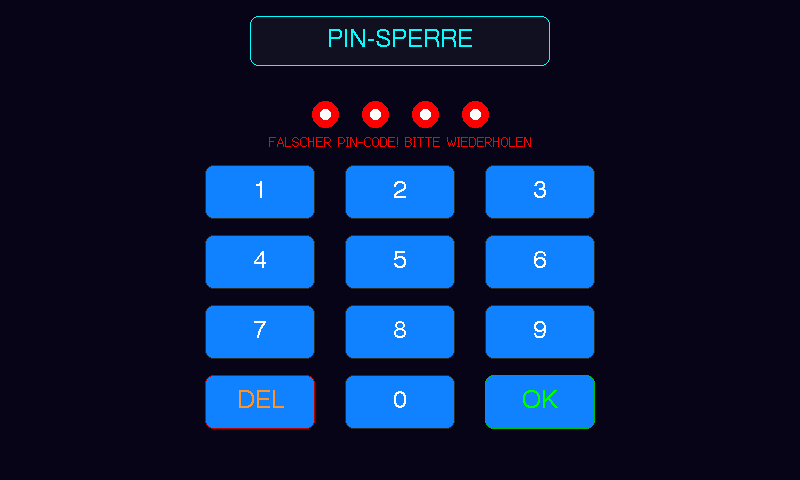 PIN-SPERRE
FALSCHER PIN-CODE! BITTE WIEDERHOLEN
1 2 3
4 5 6
7 8 9
DEL 0 OK